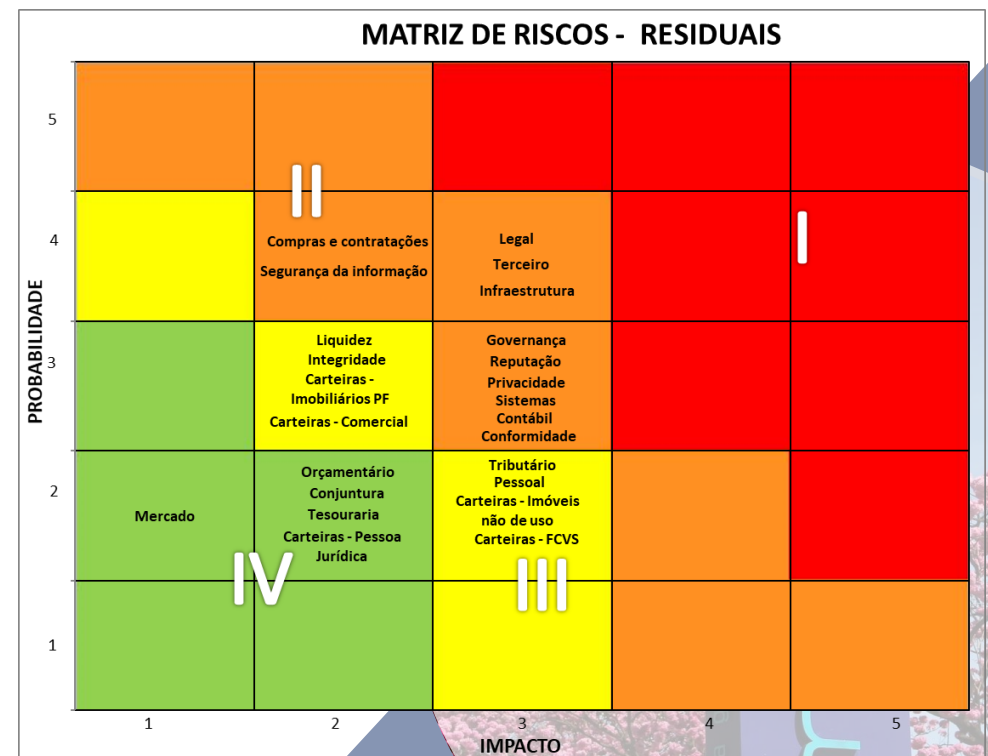 MATRIZ DE RISCOS - RESIDUAIS
PROBABILIDADE
5
II
4
Compras e contratações
Segurança da informação
Legal
Terceiro
Infraestrutura
I
3
Liquidez
Integridade
Carteiras -
Imobiliários PF
Carteiras - Comercial
Governança
Reputação
Privacidade
Sistemas
Contábil
Conformidade
2
Mercado
Orçamentário
Conjuntura
Tesouraria
Carteiras - Pessoa
Jurídica
Tributário
Pessoal
Carteiras - Imóveis
não de uso
Carteiras - FCVS
IV
III
1
1
2
3
4
5
IMPACTO